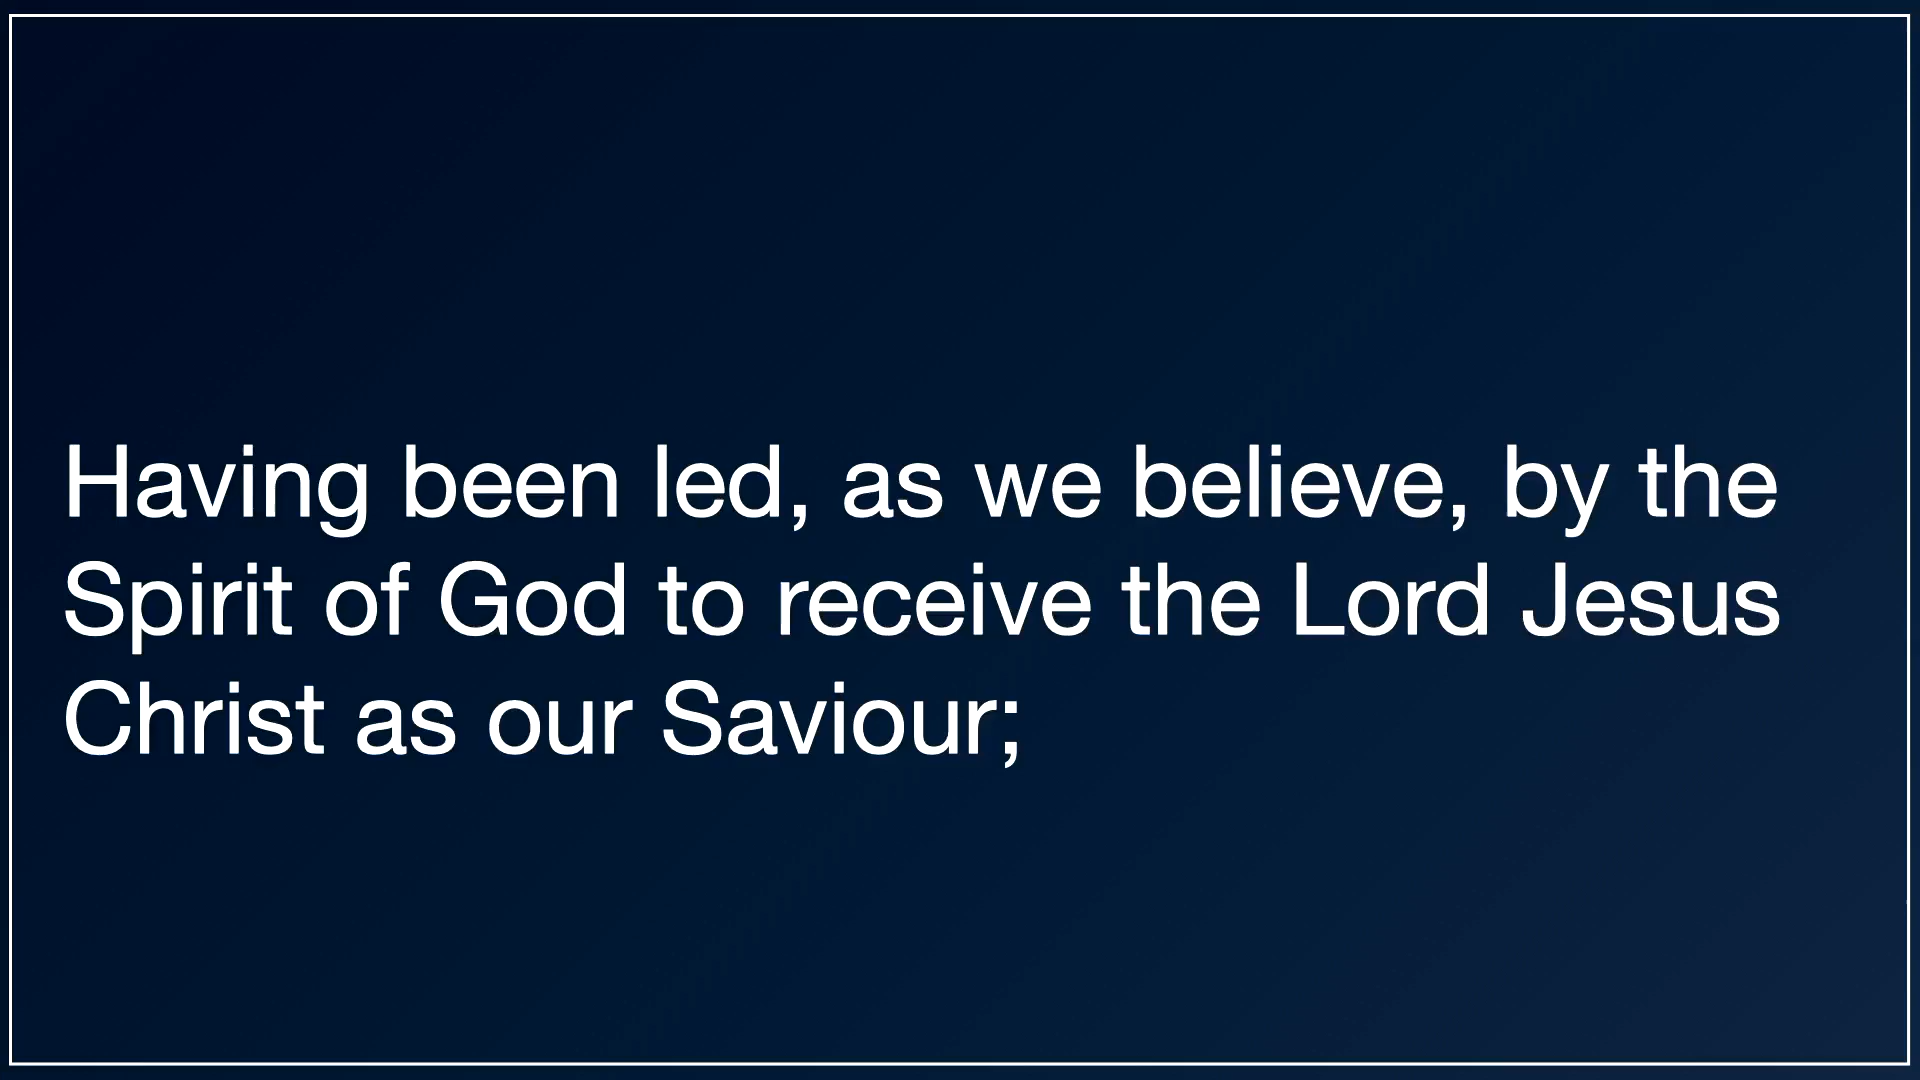 Having been led, as we believe, by the
Spirit of God to receive the Lord Jesus
Christ as our Saviour;